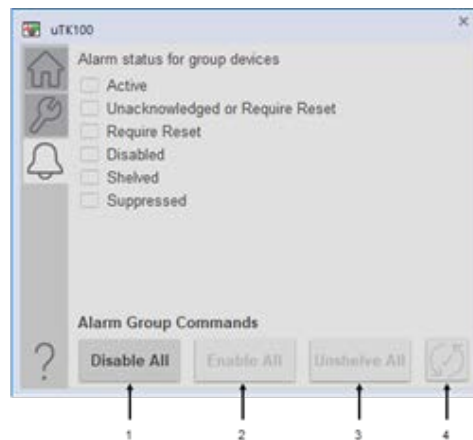 uTK100
Alarm status for group devices
Active
Unacknowledged or Require Reset
Require Reset
Disabled
Shelved
Suppressed
Alarm Group Commands
?
Disable All Enable All Unshelve All
1 2 3 4